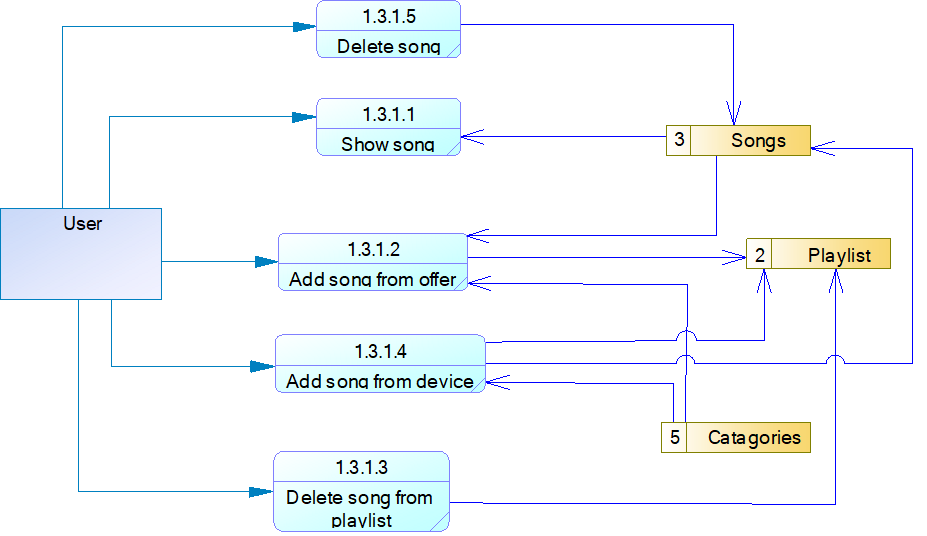 1.3.1.5
Delete song
1.3.1.1
Show song
3 Songs
User
1.3.1.2
Add song from offer
2 Playlist
1.3.1.4
Add song from device
5 Catagories
1.3.1.3
Delete song from
playlist